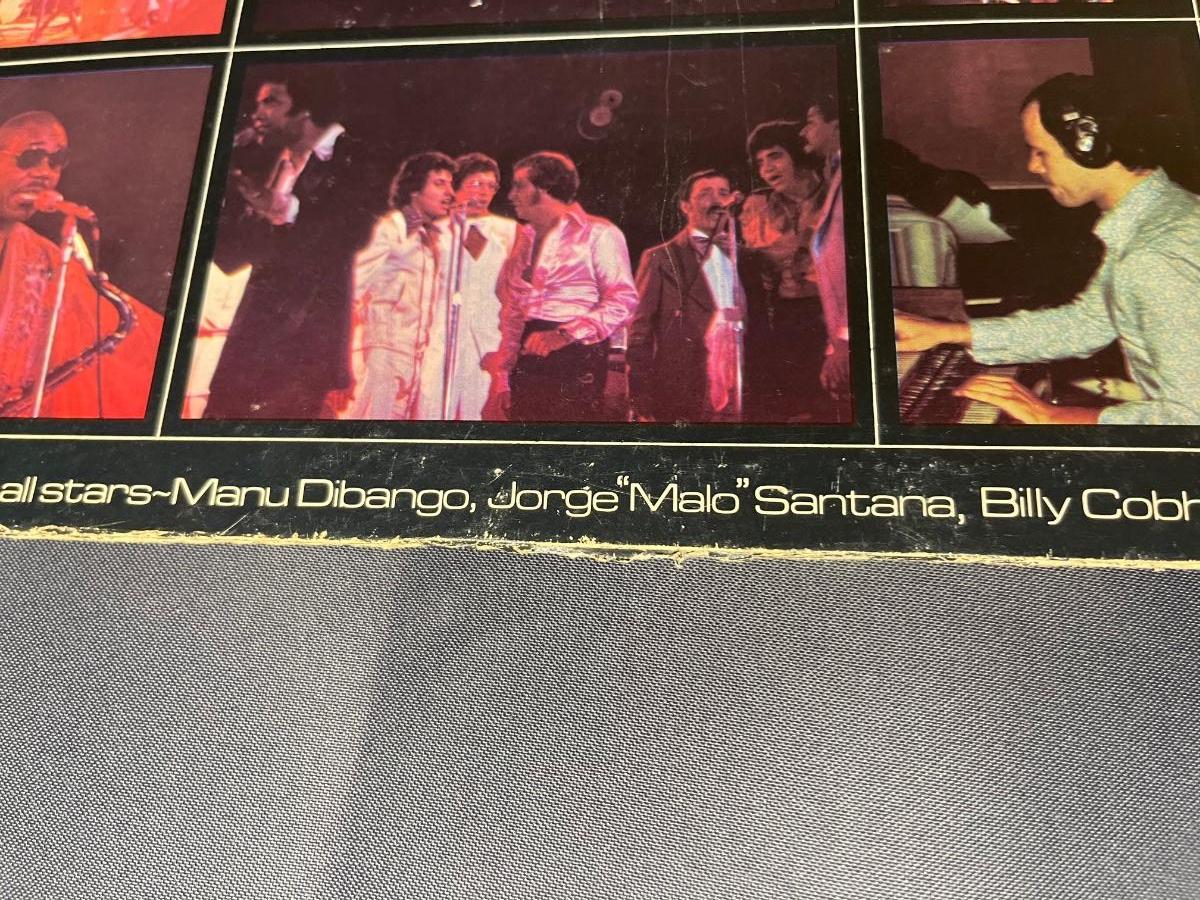 all stars~Manu Dibango, Jorge "Malo" Santana, Billy Cobh